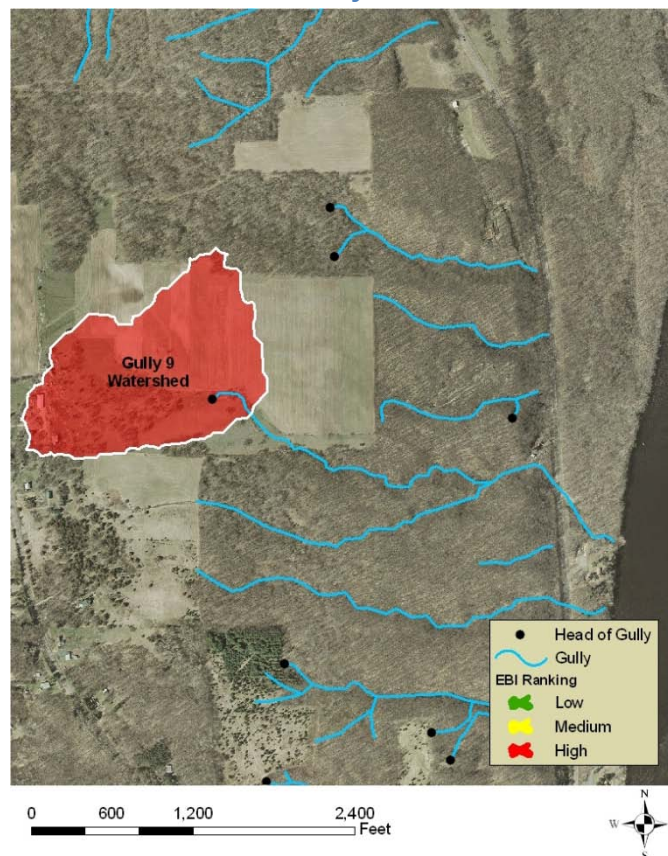 Gully 9
Watershed
Head of Gully
Gully
EBI Ranking
Low
Medium
High
0 600 1,200 2,400
Feet
N
W
S